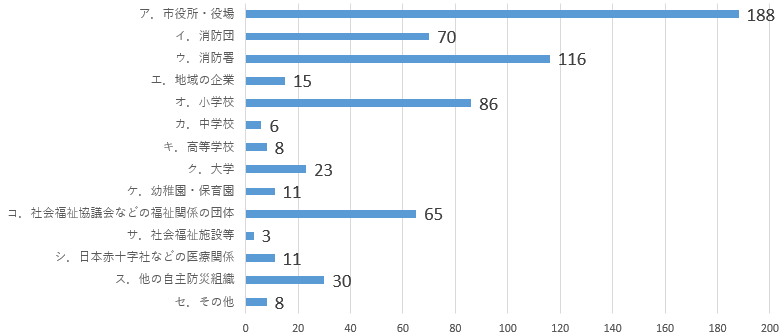 ア．市役所・役場 188
イ．消防団 70
ウ．消防署 116
エ．地域の企業 15
オ．小学校 86
カ．中学校 6
キ．高等学校 8
ク．大学 23
ケ．幼稚園・保育園 11
コ．社会福祉協議会などの福祉関係の団体 65
サ．社会福祉施設等 3
シ．日本赤十字社などの医療関係 11
ス．他の自主防災組織 30
セ．その他 8
0 20 40 60 80 100 120 140 160 180 200